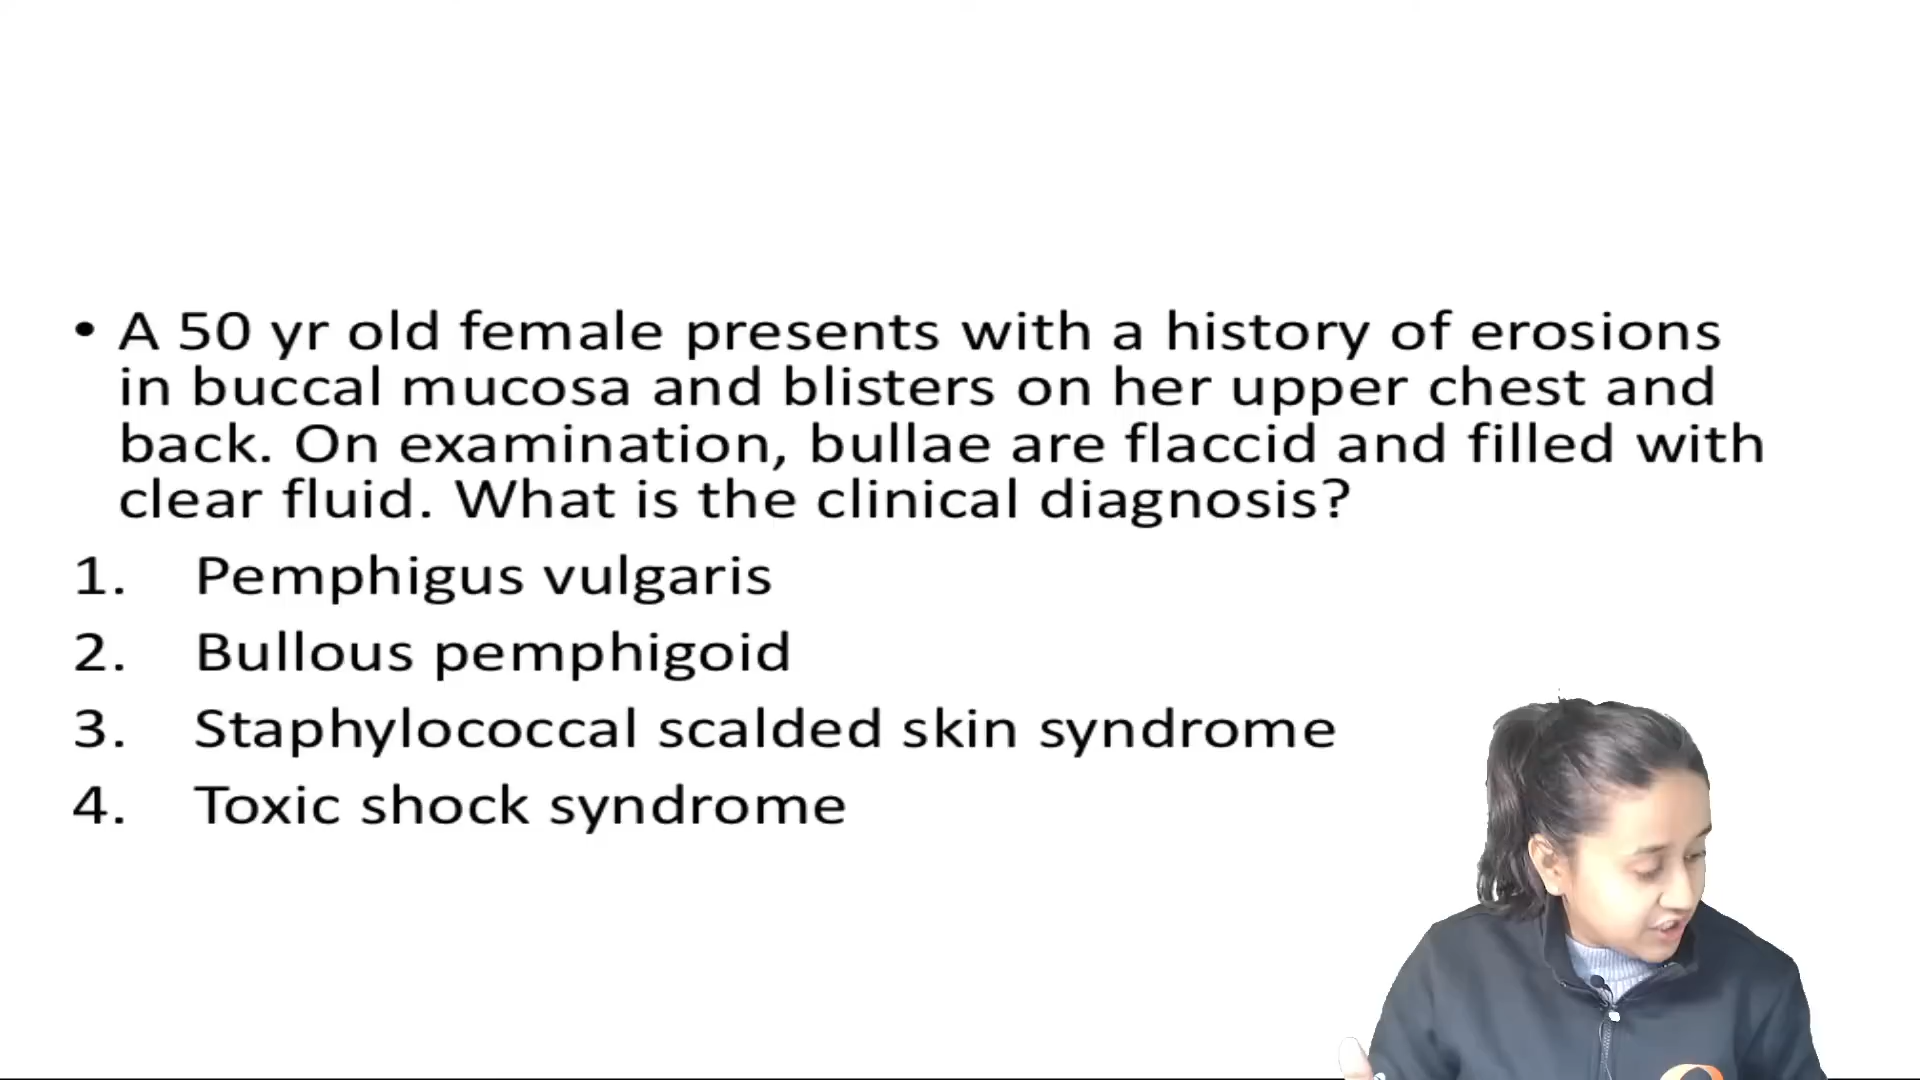 • A 50 yr old female presents with a history of erosions
in buccal mucosa and blisters on her upper chest and
back. On examination, bullae are flaccid and filled with
clear fluid. What is the clinical diagnosis?
1. Pemphigus vulgaris
2. Bullous pemphigoid
3. Staphylococcal scalded skin syndrome
4. Toxic shock syndrome